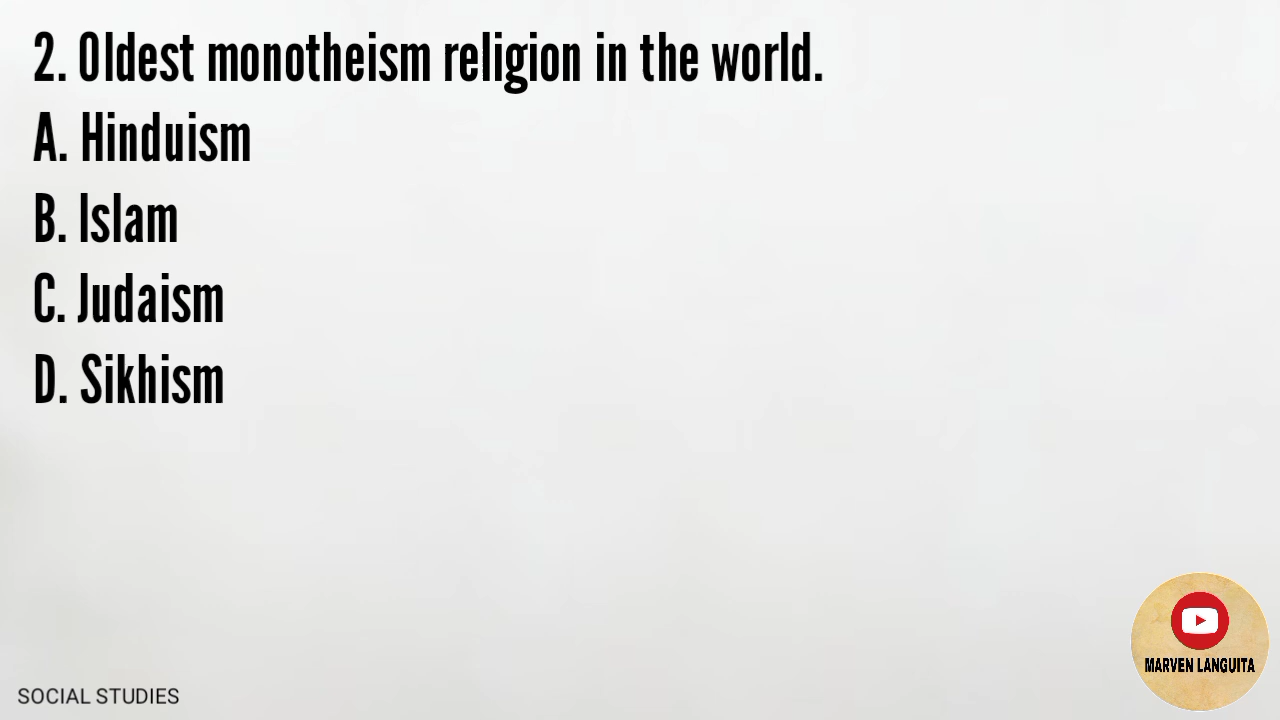 2. Oldest monotheism religion in the world.
A. Hinduism
B. Islam
C. Judaism
D. Sikhism
MARVEN LANGUITA
SOCIAL STUDIES